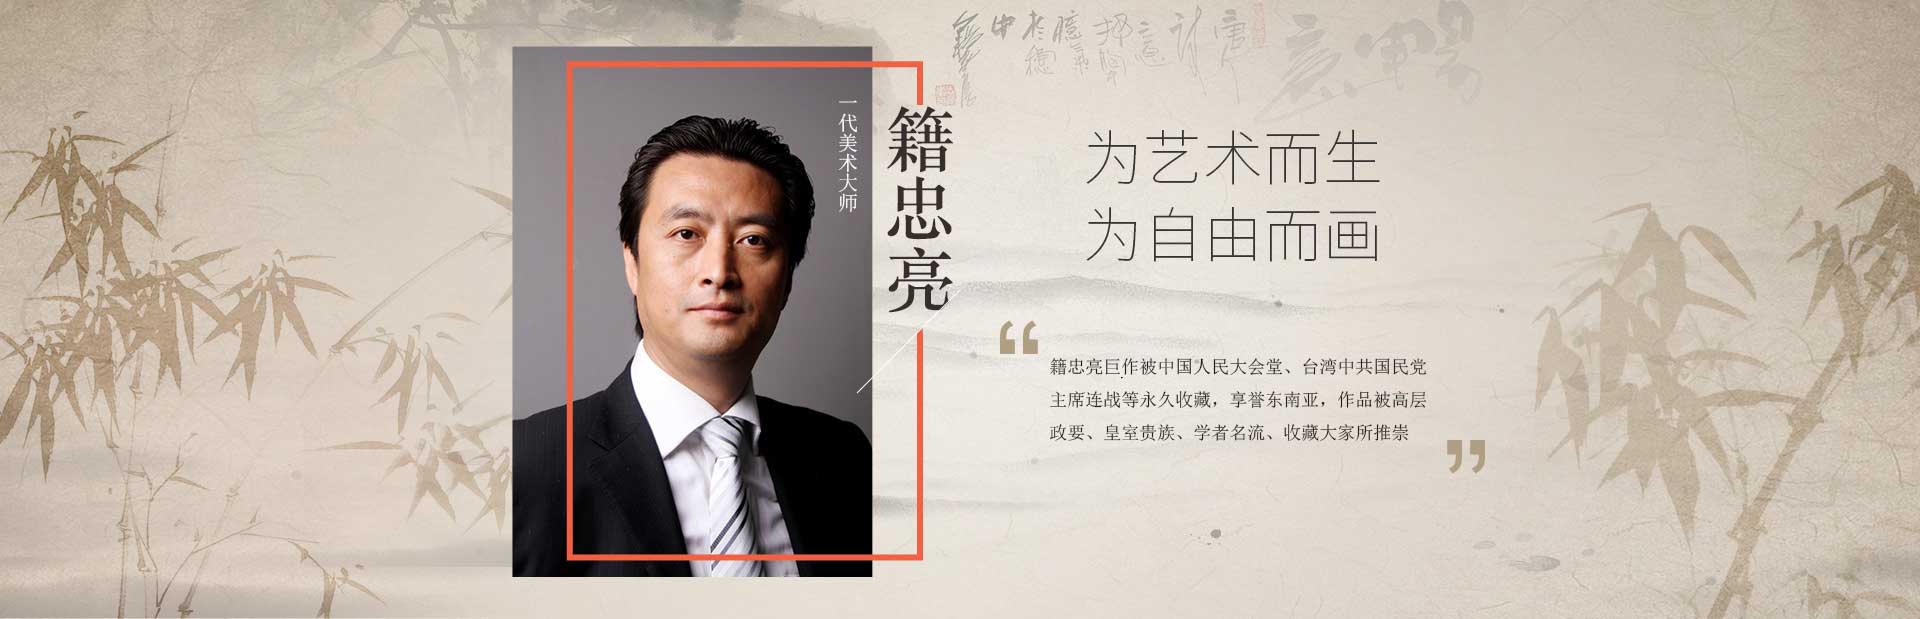 一代美术大师
籍忠亮
为艺术而生
为自由而画
“
籍忠亮巨作被中国人民大会堂、台湾中共国民党
主席连战等永久收藏，享誉东南亚，作品被高层
政要、皇室贵族、学者名流、收藏大家所推崇
”